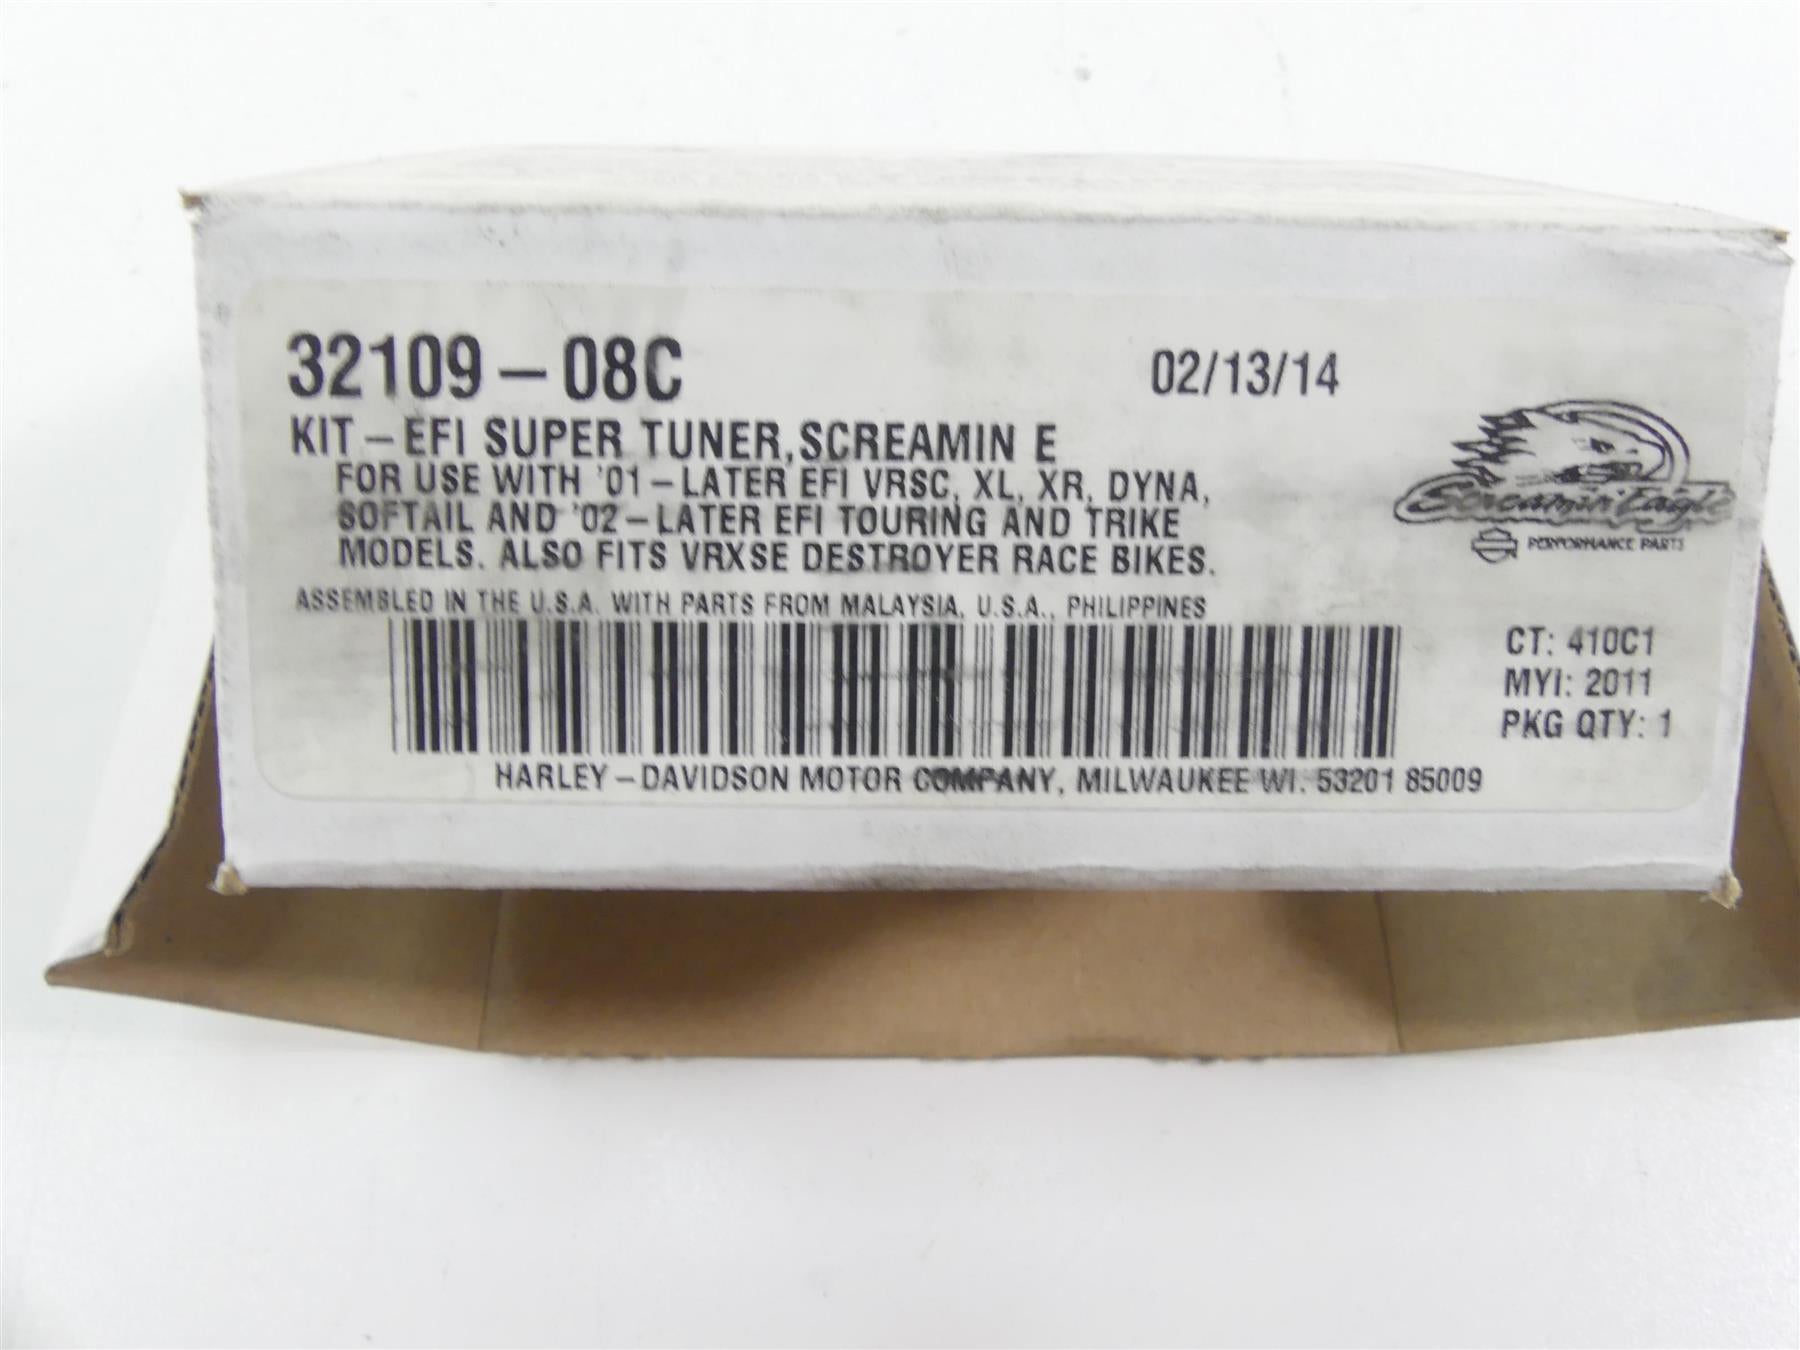 32109-08C
02/13/14
KIT-EFI SUPER TUNER,SCREAMIN E
FOR USE WITH '01-LATER EFI VRSC, XL, XR, DYNA,
SOFTAIL AND '02-LATER EFI TOURING AND TRIKE
MODELS. ALSO FITS VRXSE DESTROYER RACE BIKES.
Screamin' Eagle
PERFORMANCE PARTS
ASSEMBLED IN THE U.S.A. WITH PARTS FROM MALAYSIA, U.S.A., PHILIPPINES
CT: 410C1
MYI: 2011
PKG QTY: 1
HARLEY-DAVIDSON MOTOR COMPANY, MILWAUKEE WI. 53201 85009